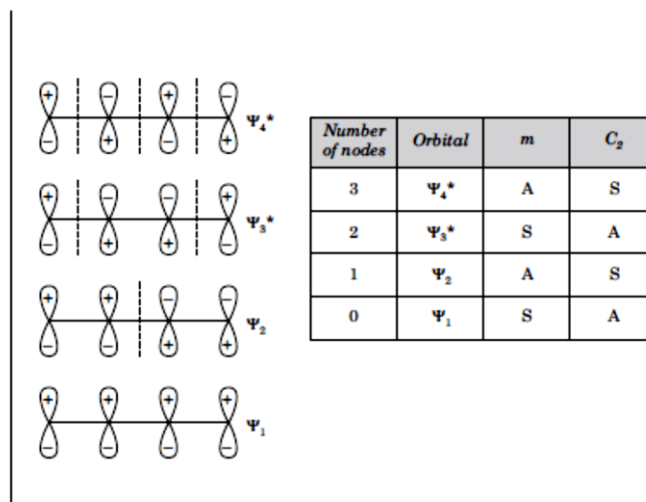 + – + –
– + – +
Ψ₄*
+ – – +
– + + –
Ψ₃*
+ + – –
– – + +
Ψ₂
+ + + +
– – – –
Ψ₁
Number of nodes Orbital m C₂
3 Ψ₄* A S
2 Ψ₃* S A
1 Ψ₂ A S
0 Ψ₁ S A